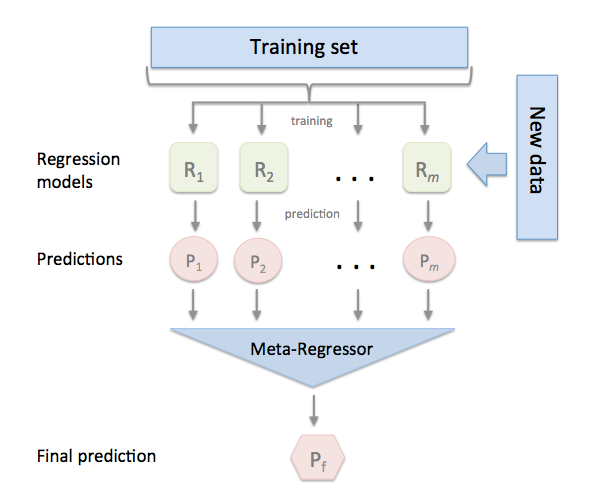 Training set
training
New data
Regression
models
R1 R2 . . . Rm
prediction
Predictions
P1 P2 . . . Pm
Meta-Regressor
Final prediction
Pf